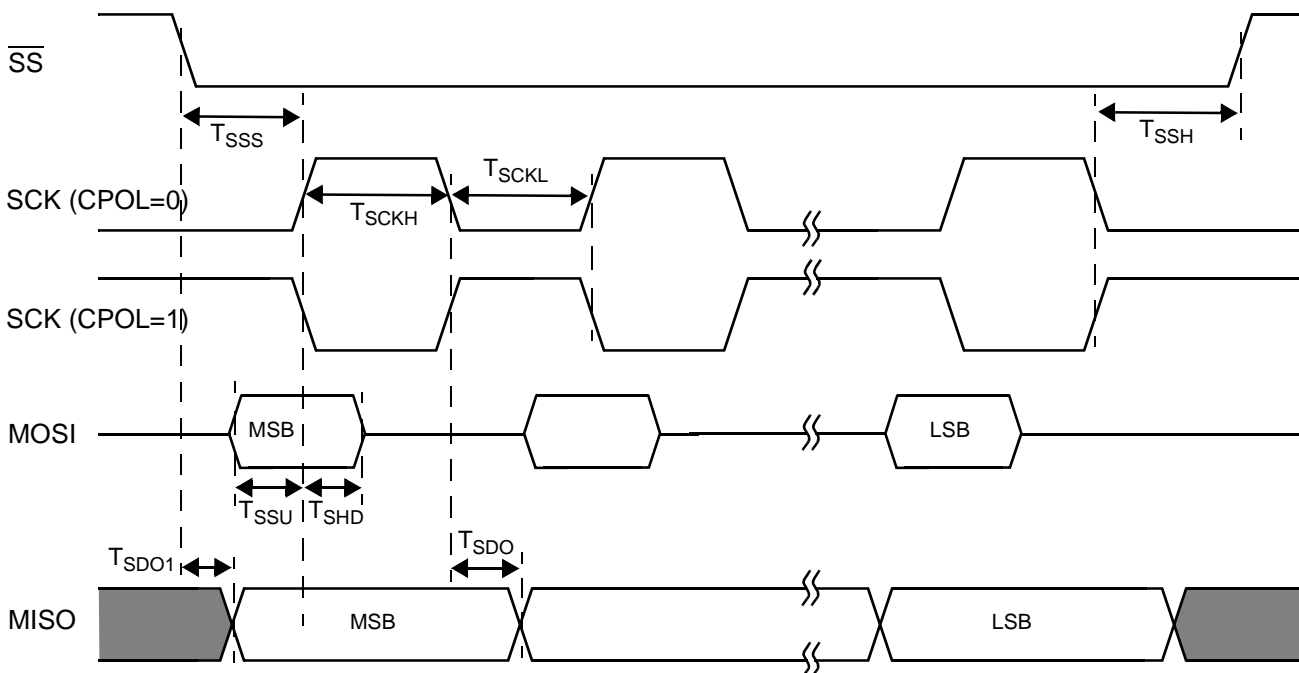 SS
TSSS
TSSH
SCK (CPOL=0)
TSCKH
TSCKL
SCK (CPOL=1)
MOSI
MSB
LSB
TSSU
TSHD
TSDO1
TSDO
MISO
MSB
LSB